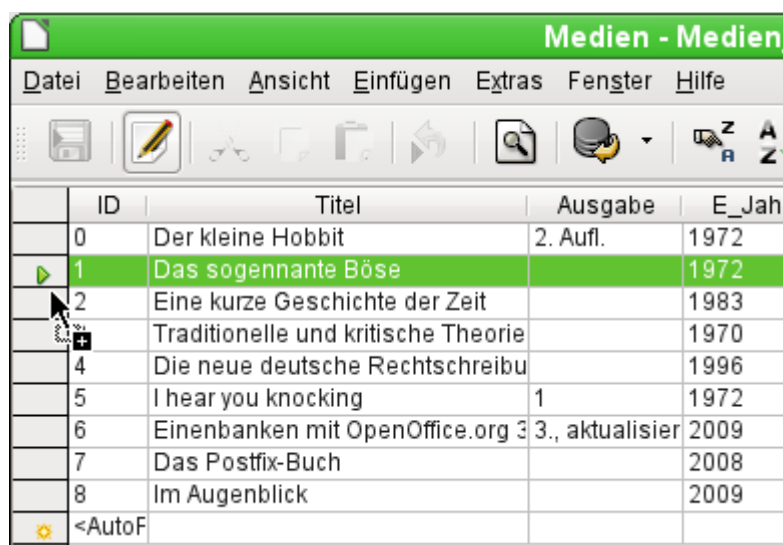 Medien - Medien
Datei Bearbeiten Ansicht Einfügen Extras Fenster Hilfe
ID Titel Ausgabe E_Jah
0 Der kleine Hobbit 2. Aufl. 1972
1 Das sogennante Böse 1972
2 Eine kurze Geschichte der Zeit 1983
Traditionelle und kritische Theorie 1970
4 Die neue deutsche Rechtschreibu 1996
5 I hear you knocking 1 1972
6 Einenbanken mit OpenOffice.org 3 3., aktualisier 2009
7 Das Postfix-Buch 2008
8 Im Augenblick 2009
<AutoF